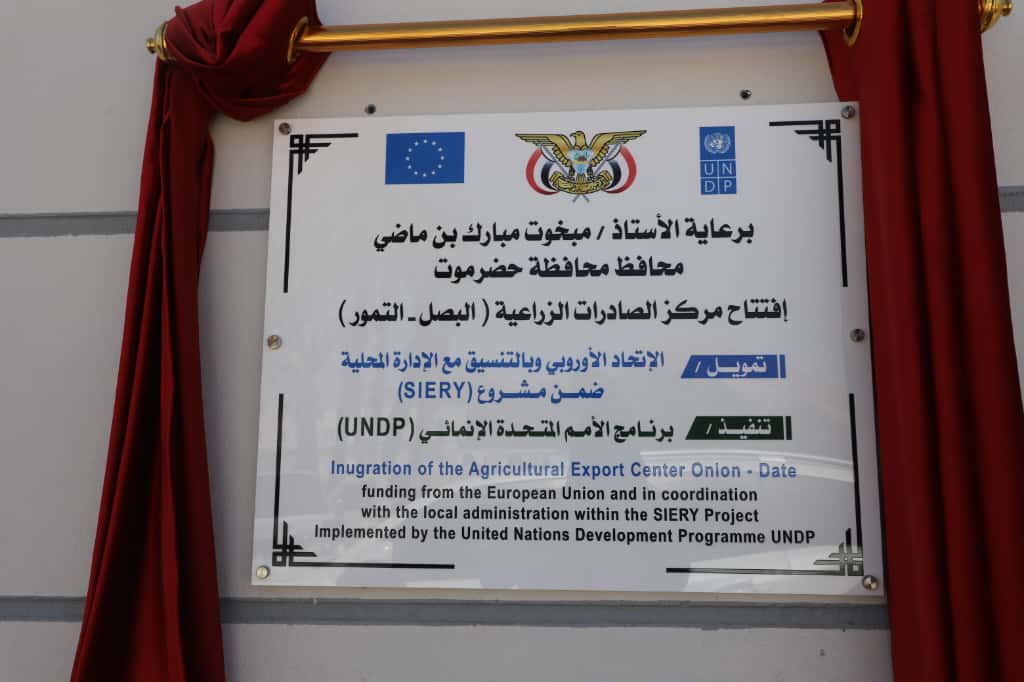 UN
DP
برعاية الأستاذ / مبخوت مبارك بن ماضي
محافظ محافظة حضرموت
إفتتاح مركز الصادرات الزراعية ( البصل ـ التمور )
تمويل / الإتحاد الأوروبي وبالتنسيق مع الإدارة المحلية
ضمن مشروع (SIERY)
تنفيذ / برنامج الأمم المتحدة الإنمائي (UNDP)
Inugration of the Agricultural Export Center Onlon - Date
funding from the European Union and in coordination
with the local administration within the SIERY Project
Implemented by the United Nations Development Programme UNDP